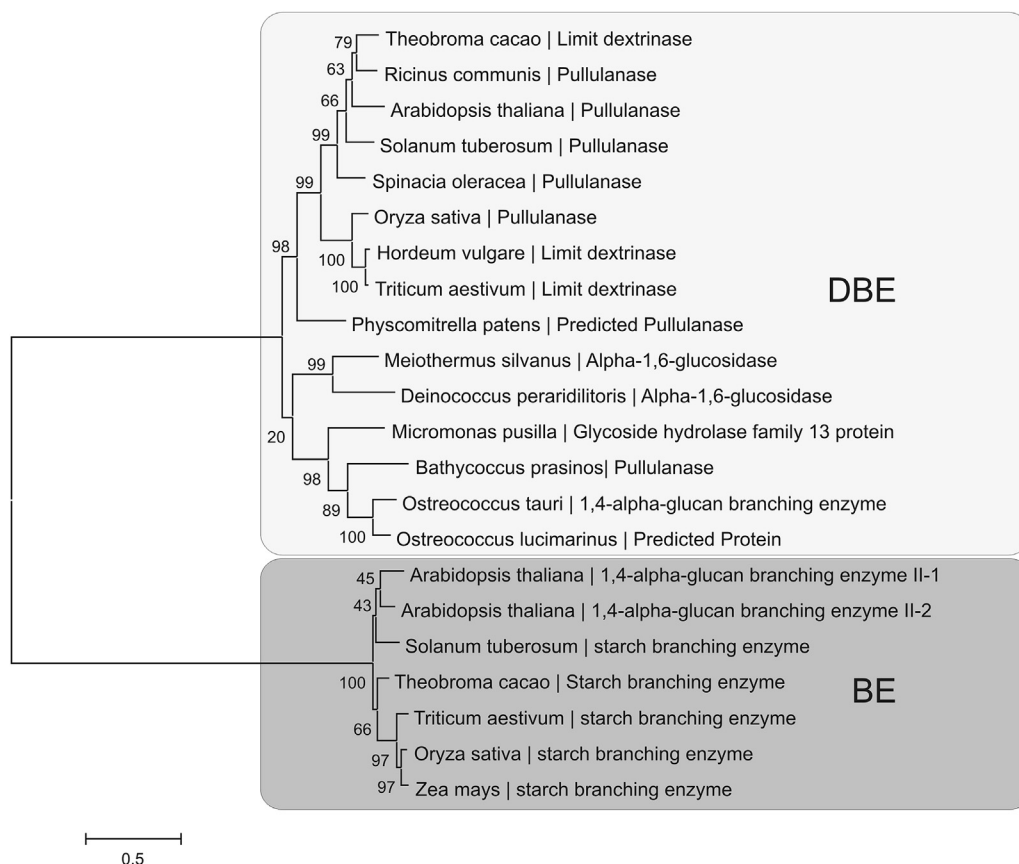 79
Theobroma cacao | Limit dextrinase
63
Ricinus communis | Pullulanase
66
Arabidopsis thaliana | Pullulanase
99
Solanum tuberosum | Pullulanase
99
Spinacia oleracea | Pullulanase
Oryza sativa | Pullulanase
98
100
Hordeum vulgare | Limit dextrinase
100
Triticum aestivum | Limit dextrinase
DBE
Physcomitrella patens | Predicted Pullulanase
99
Meiothermus silvanus | Alpha-1,6-glucosidase
Deinococcus peraridilitoris | Alpha-1,6-glucosidase
20
Micromonas pusilla | Glycoside hydrolase family 13 protein
98
Bathycoccus prasinos| Pullulanase
89
Ostreococcus tauri | 1,4-alpha-glucan branching enzyme
100
Ostreococcus lucimarinus | Predicted Protein
45
Arabidopsis thaliana | 1,4-alpha-glucan branching enzyme II-1
43
Arabidopsis thaliana | 1,4-alpha-glucan branching enzyme II-2
Solanum tuberosum | starch branching enzyme
100
Theobroma cacao | Starch branching enzyme
BE
66
Triticum aestivum | starch branching enzyme
97
Oryza sativa | starch branching enzyme
97
Zea mays | starch branching enzyme
0.5